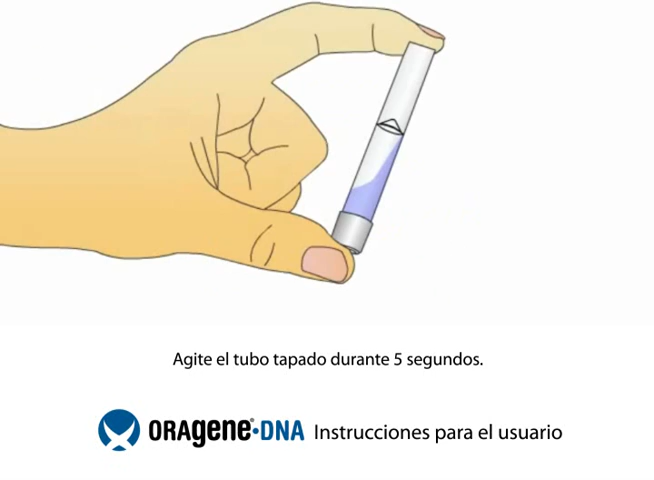 Agite el tubo tapado durante 5 segundos.
ORAgene®•DNA Instrucciones para el usuario